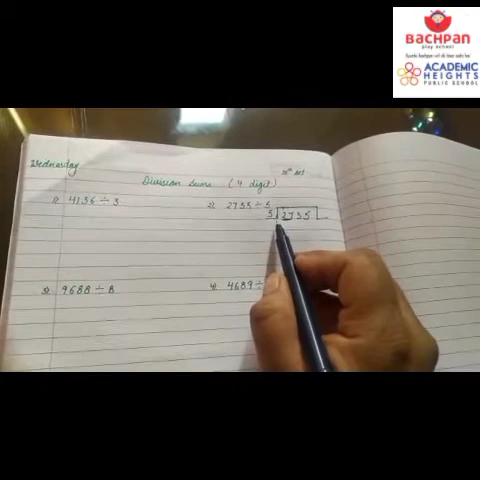 BACHPAN
play school
ACADEMIC
HEIGHTS
PUBLIC SCHOOL
Wednesday
Division Sums (4 digit)
1) 4136 ÷ 3
2) 2735 ÷ 5
5 2735
3) 9688 ÷ 8
4) 4689 ÷